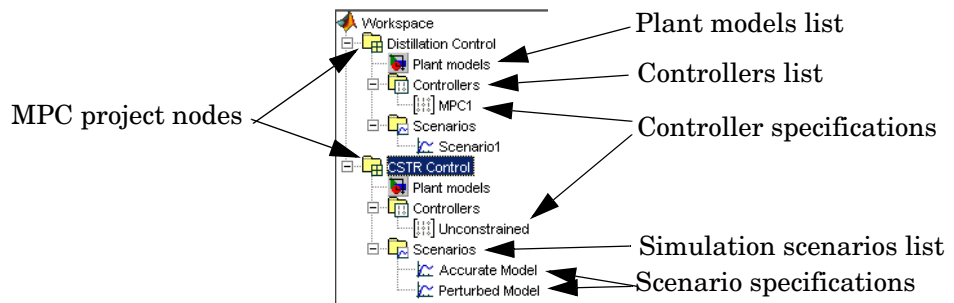 Workspace
Distillation Control
Plant models
Controllers
MPC1
Scenarios
Scenario1
CSTR Control
Plant models
Controllers
Unconstrained
Scenarios
Accurate Model
Perturbed Model
MPC project nodes
Plant models list
Controllers list
Controller specifications
Simulation scenarios list
Scenario specifications